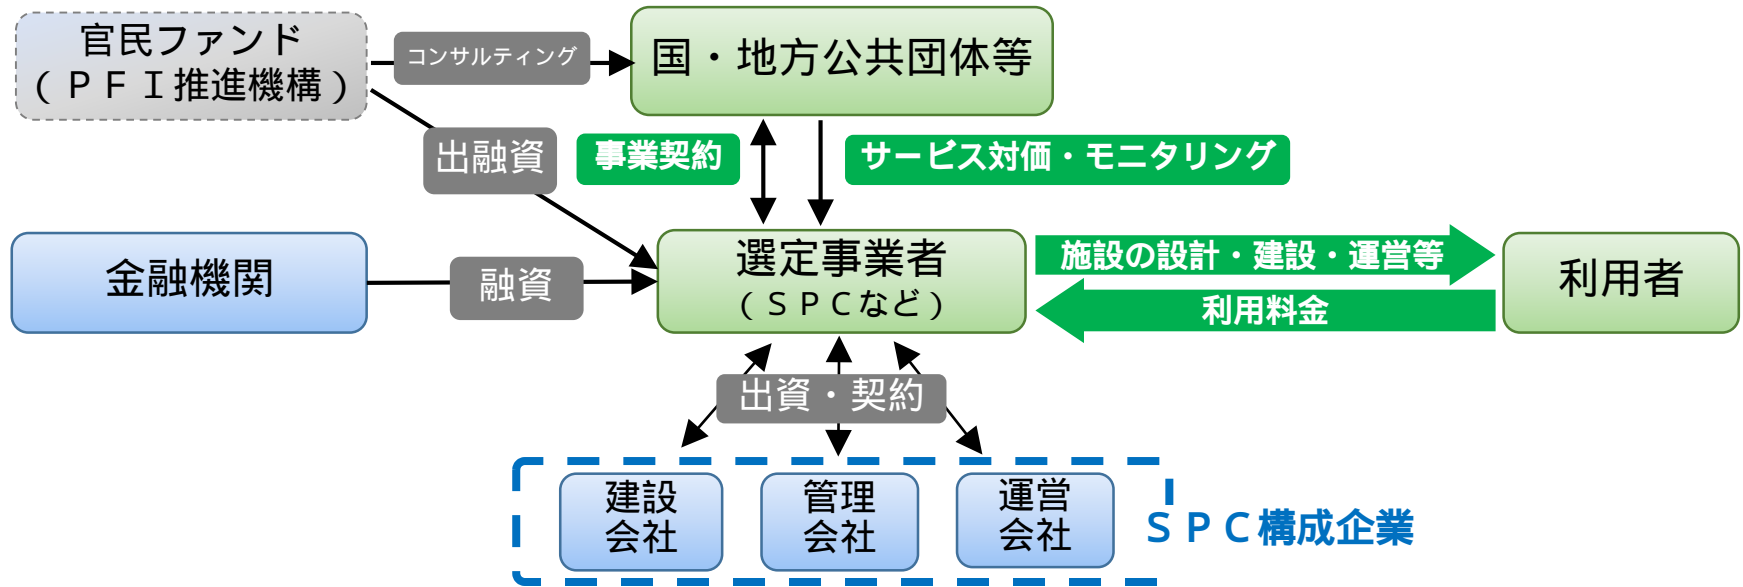 官民ファンド
（ＰＦＩ推進機構）
コンサルティング
国・地方公共団体等
出融資
事業契約
サービス対価・モニタリング
金融機関
融資
選定事業者
（ＳＰＣなど）
施設の設計・建設・運営等
利用料金
利用者
出資・契約
建設
会社
管理
会社
運営
会社
ＳＰＣ構成企業